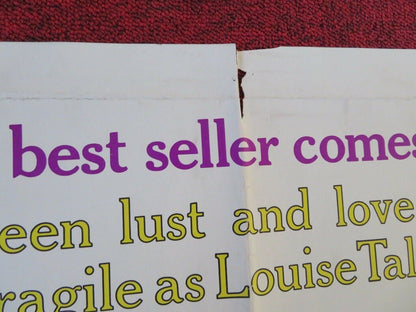 best seller comes
een lust and love
ragile as Louise Tal